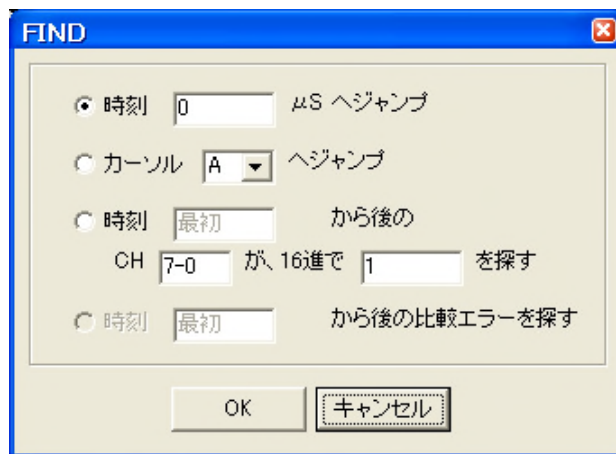 FIND
時刻 0 μS へジャンプ
カーソル A へジャンプ
時刻 最初 から後の
CH 7-0 が、16進で 1 を探す
時刻 最初 から後の比較エラーを探す
OK キャンセル